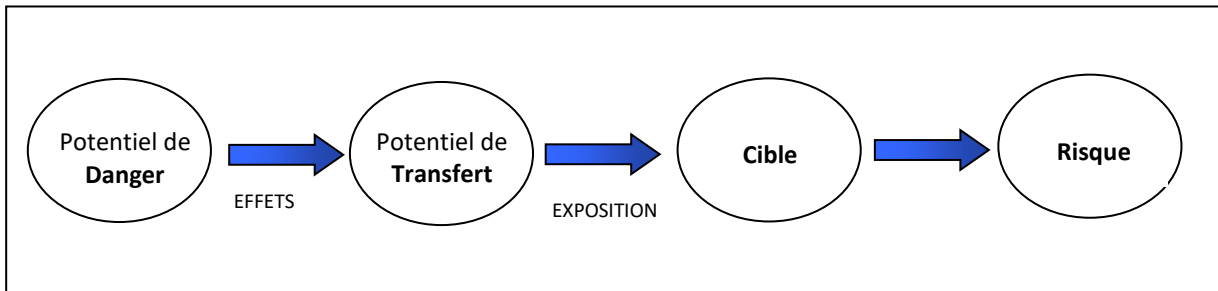 Potentiel de
Danger
EFFETS
Potentiel de
Transfert
EXPOSITION
Cible
Risque